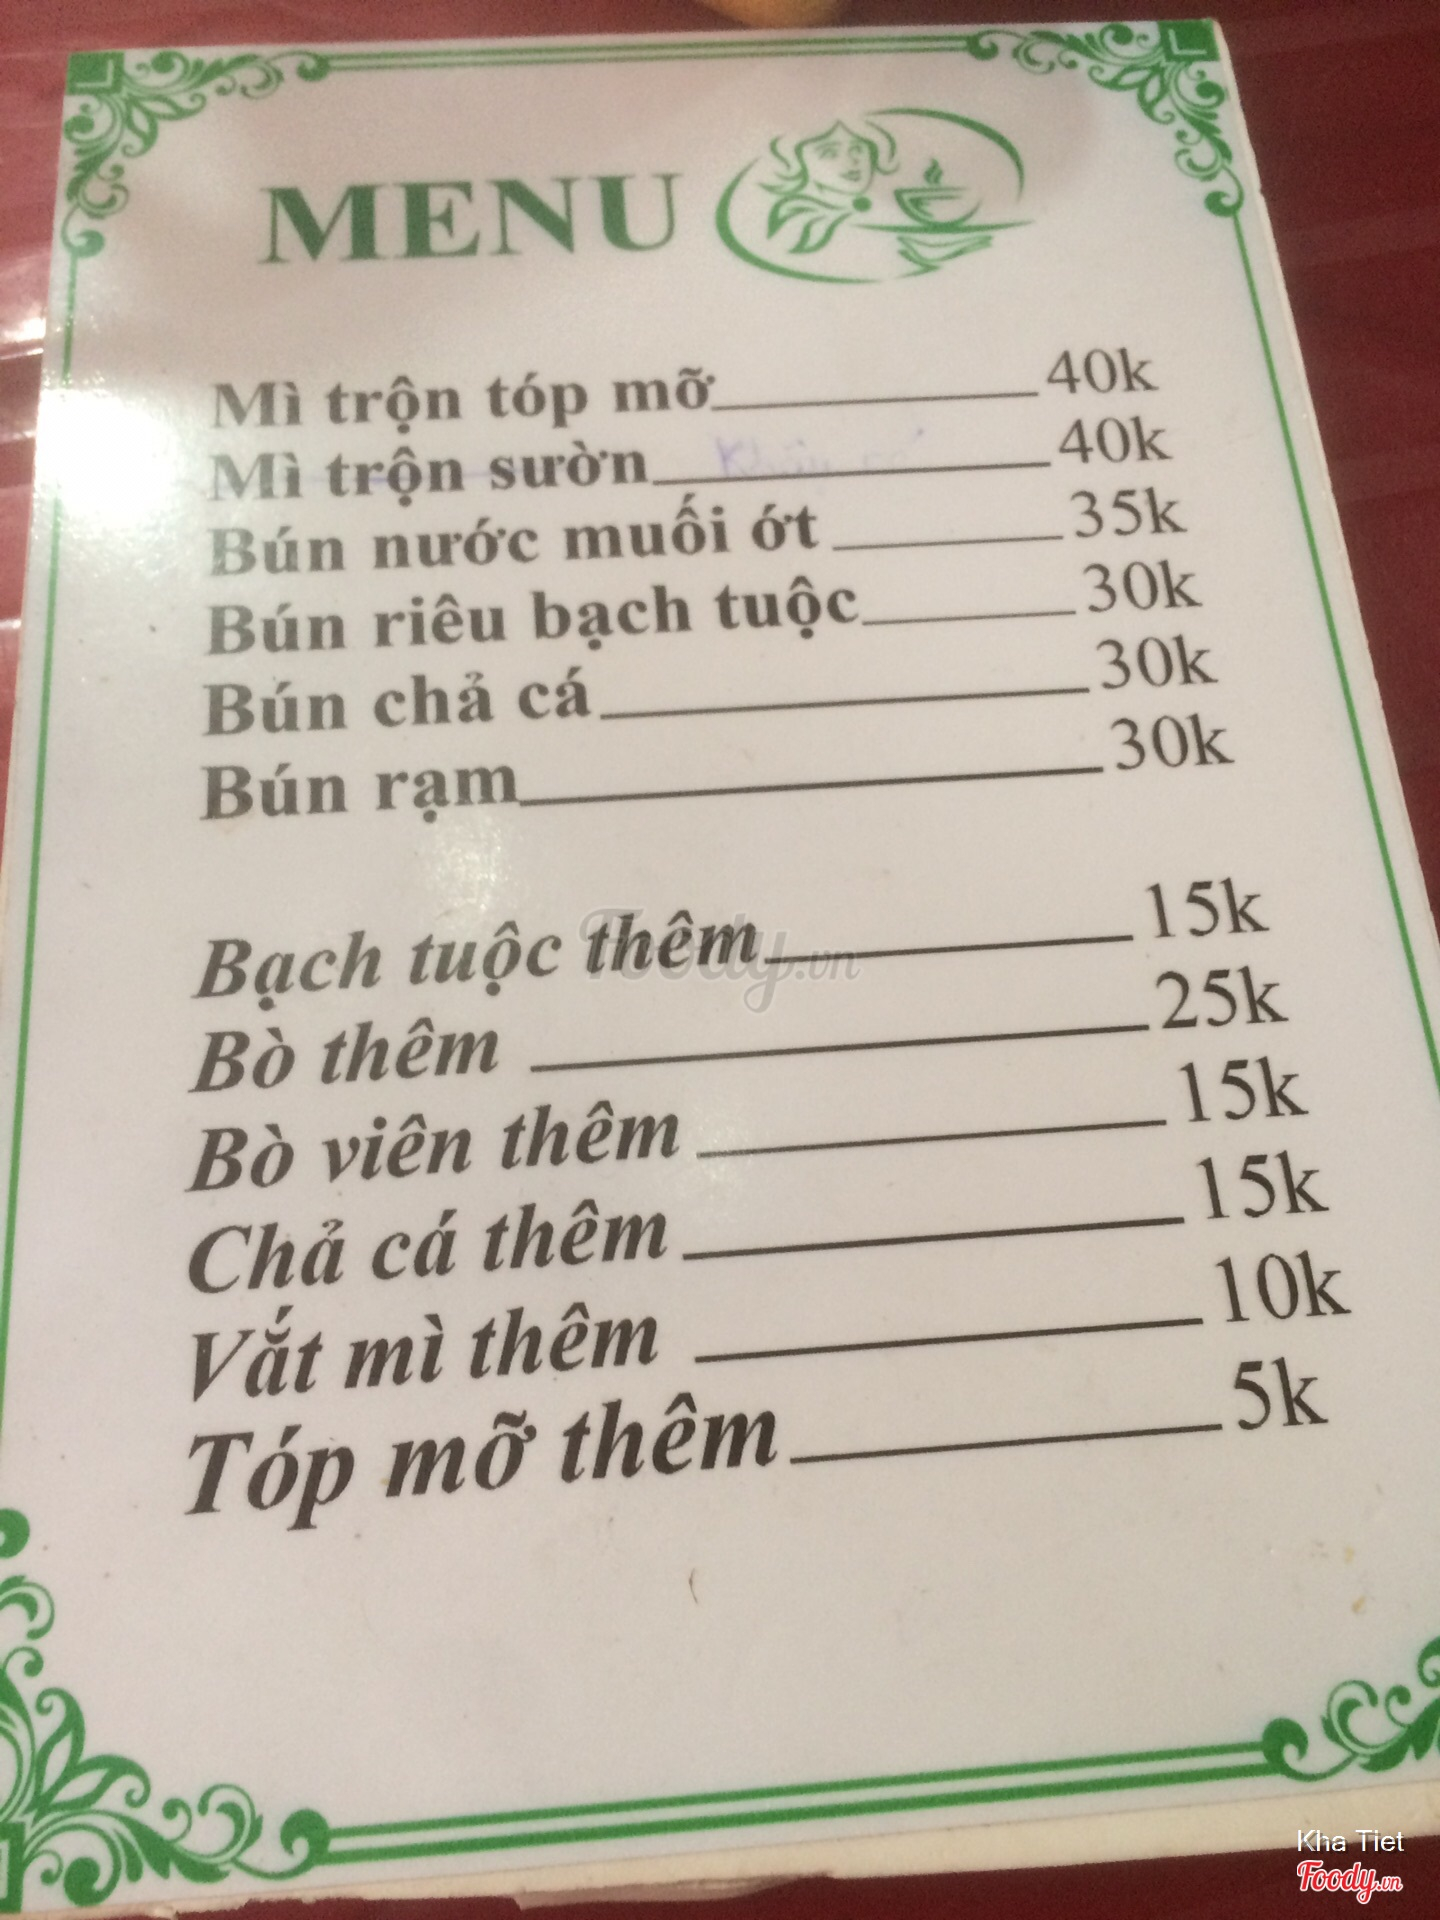 MENU
Mì trộn tóp mỡ 40k
Mì trộn sườn 40k
Bún nước muối ớt 35k
Bún riêu bạch tuộc 30k
Bún chả cá 30k
Bún rạm 30k
Bạch tuộc thêm 15k
Bò thêm 25k
Bò viên thêm 15k
Chả cá thêm 15k
Vắt mì thêm 10k
Tóp mỡ thêm 5k
Foody.vn
Kha Tiet
Foody.vn